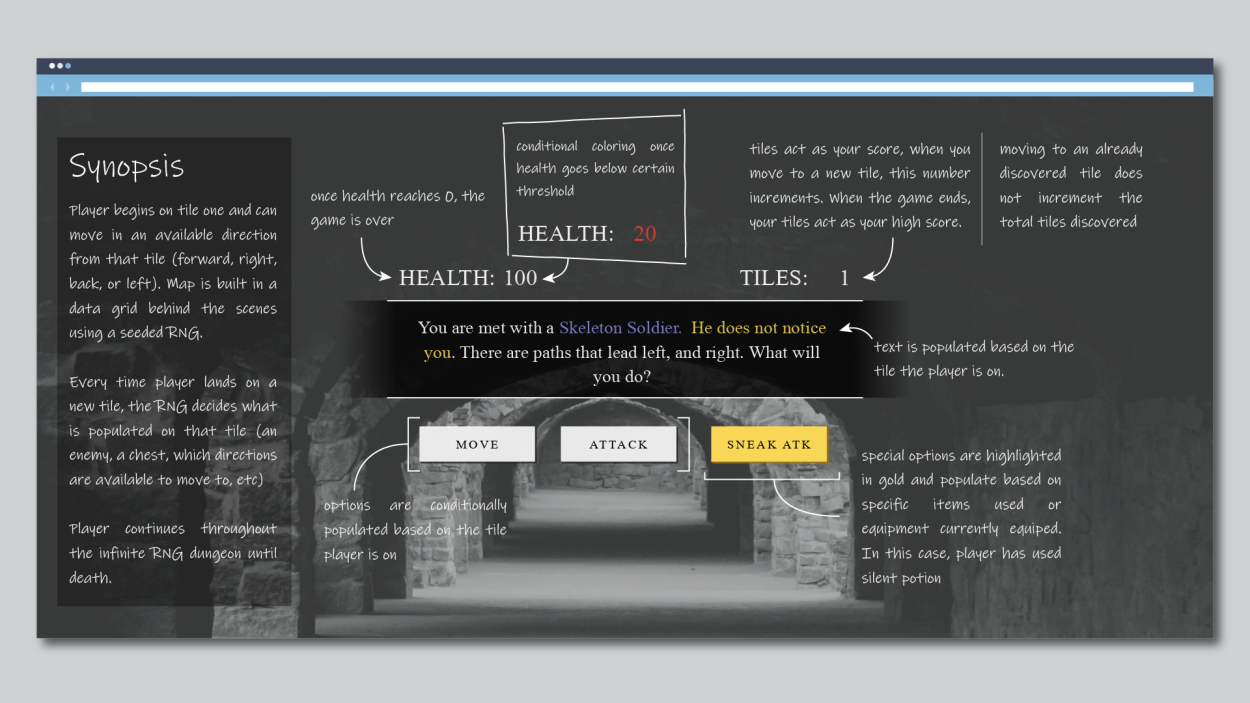 Synopsis
Player begins on tile one and can
move in an available direction
from that tile (forward, right,
back, or left). Map is built in a
data grid behind the scenes
using a seeded RNG.
Every time player lands on a
new tile, the RNG decides what
is populated on that tile (an
enemy, a chest, which directions
are available to move to, etc)
Player continues throughout
the infinite RNG dungeon until
death.
once health reaches 0, the
game is over
conditional coloring once
health goes below certain
threshold
HEALTH: 20
tiles act as your score, when you
move to a new tile, this number
increments. When the game ends,
your tiles act as your high score.
moving to an already
discovered tile does
not increment the
total tiles discovered
HEALTH: 100
TILES: 1
You are met with a Skeleton Soldier. He does not notice
you. There are paths that lead left, and right. What will
you do?
text is populated based on the
tile the player is on.
MOVE
ATTACK
SNEAK ATK
options are conditionally
populated based on the tile
player is on
special options are highlighted
in gold and populate based on
specific items used or
equipment currently equiped.
In this case, player has used
silent potion